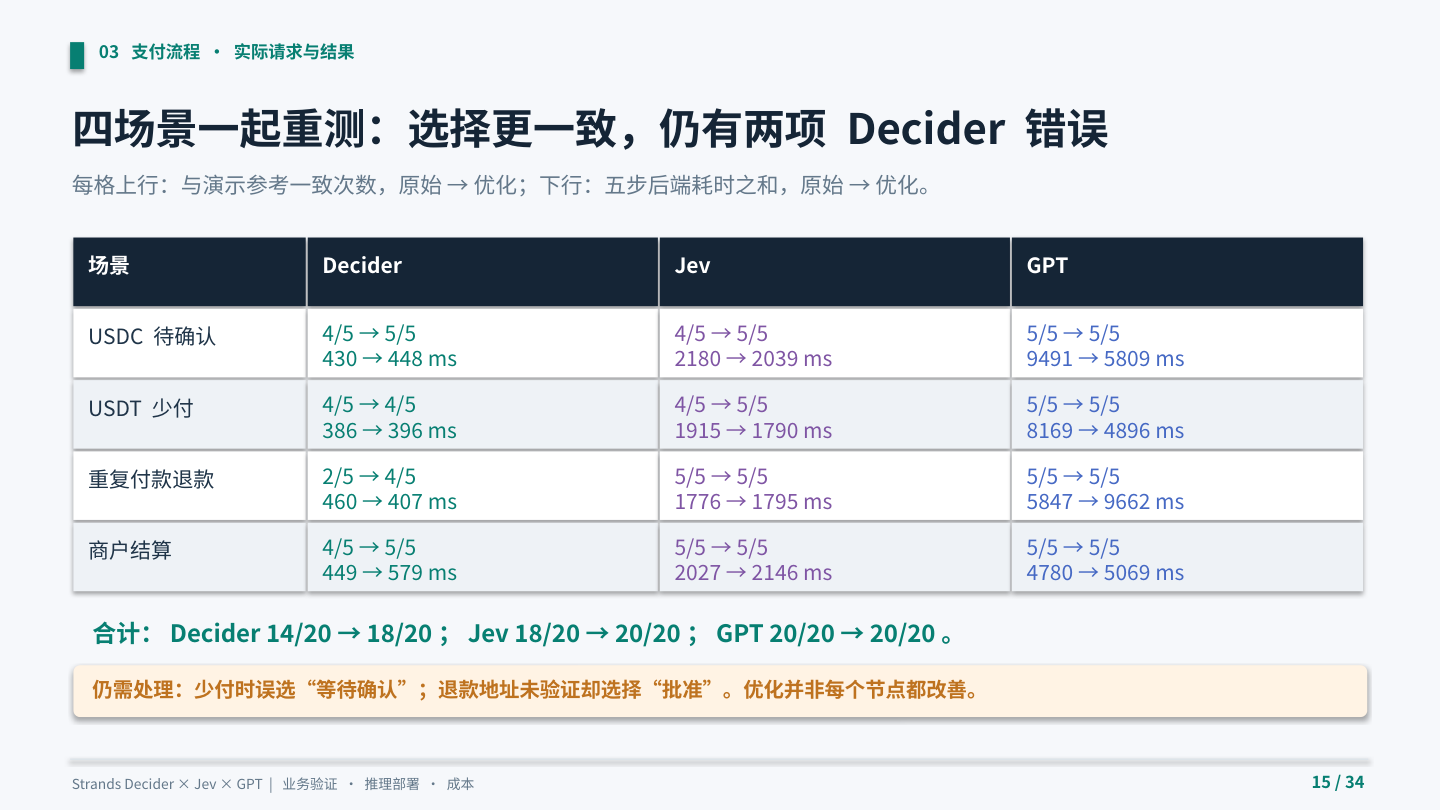 03 支付流程 · 实际请求与结果
四场景一起重测：选择更一致，仍有两项 Decider 错误
每格上行：与演示参考一致次数，原始 → 优化；下行：五步后端耗时之和，原始 → 优化。
场景 Decider Jev GPT
USDC 待确认 4/5 → 5/5 4/5 → 5/5 5/5 → 5/5
430 → 448 ms 2180 → 2039 ms 9491 → 5809 ms
USDT 少付 4/5 → 4/5 4/5 → 5/5 5/5 → 5/5
386 → 396 ms 1915 → 1790 ms 8169 → 4896 ms
重复付款退款 2/5 → 4/5 5/5 → 5/5 5/5 → 5/5
460 → 407 ms 1776 → 1795 ms 5847 → 9662 ms
商户结算 4/5 → 5/5 5/5 → 5/5 5/5 → 5/5
449 → 579 ms 2027 → 2146 ms 4780 → 5069 ms
合计： Decider 14/20 → 18/20； Jev 18/20 → 20/20； GPT 20/20 → 20/20。
仍需处理：少付时误选“等待确认”；退款地址未验证却选择“批准”。优化并非每个节点都改善。
Strands Decider × Jev × GPT | 业务验证 · 推理部署 · 成本
15 / 34